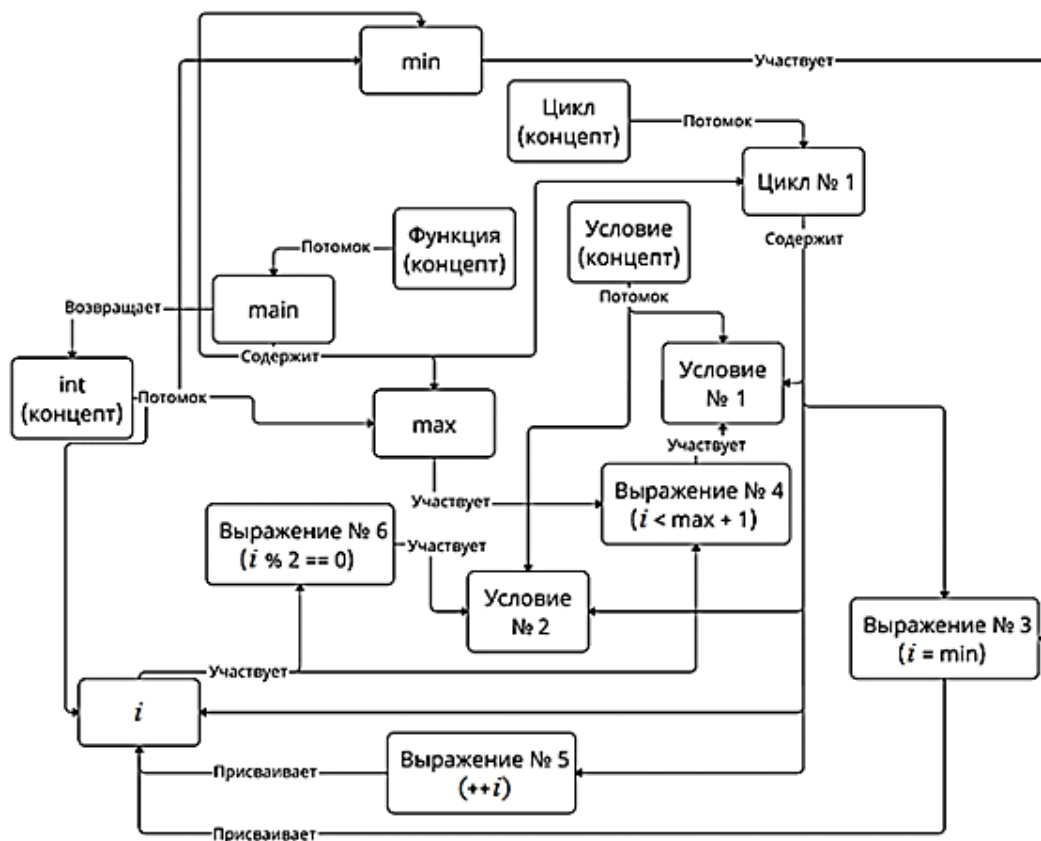 min
Участвует
Цикл
(концепт)
Потомок
Цикл № 1
Содержит
Функция
(концепт)
Потомок
Условие
(концепт)
Потомок
main
Возвращает
Содержит
int
(концепт)
Потомок
max
Условие
№ 1
Участвует
Участвует
Выражение № 4
(i < max + 1)
Выражение № 6
(i % 2 == 0)
Участвует
Условие
№ 2
Выражение № 3
(i = min)
Участвует
i
Присваивает
Выражение № 5
(++i)
Присваивает